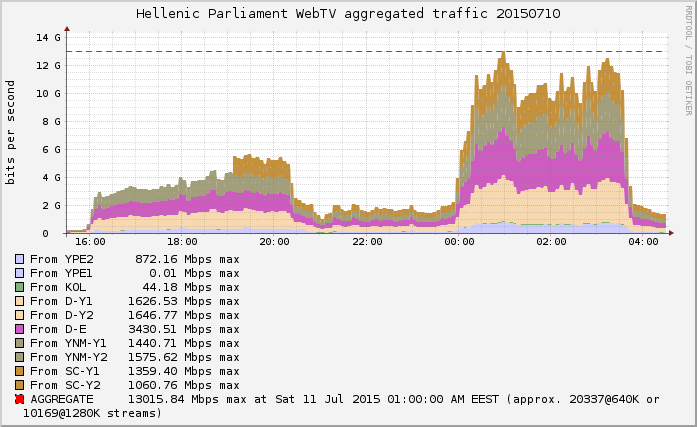 Hellenic Parliament WebTV aggregated traffic 20150710
RRDTOOL / TOBI OETIKER
bits per second
14 G
12 G
10 G
8 G
6 G
4 G
2 G
0
16:00 18:00 20:00 22:00 00:00 02:00 04:00
From YPE2 872.16 Mbps max
From YPE1 0.01 Mbps max
From KOL 44.18 Mbps max
From D-Y1 1626.53 Mbps max
From D-Y2 1646.77 Mbps max
From D-E 3430.51 Mbps max
From YNM-Y1 1440.71 Mbps max
From YNM-Y2 1575.62 Mbps max
From SC-Y1 1359.40 Mbps max
From SC-Y2 1060.76 Mbps max
AGGREGATE 13015.84 Mbps max at Sat 11 Jul 2015 01:00:00 AM EEST (approx. 20337@640K or
10169@1280K streams)